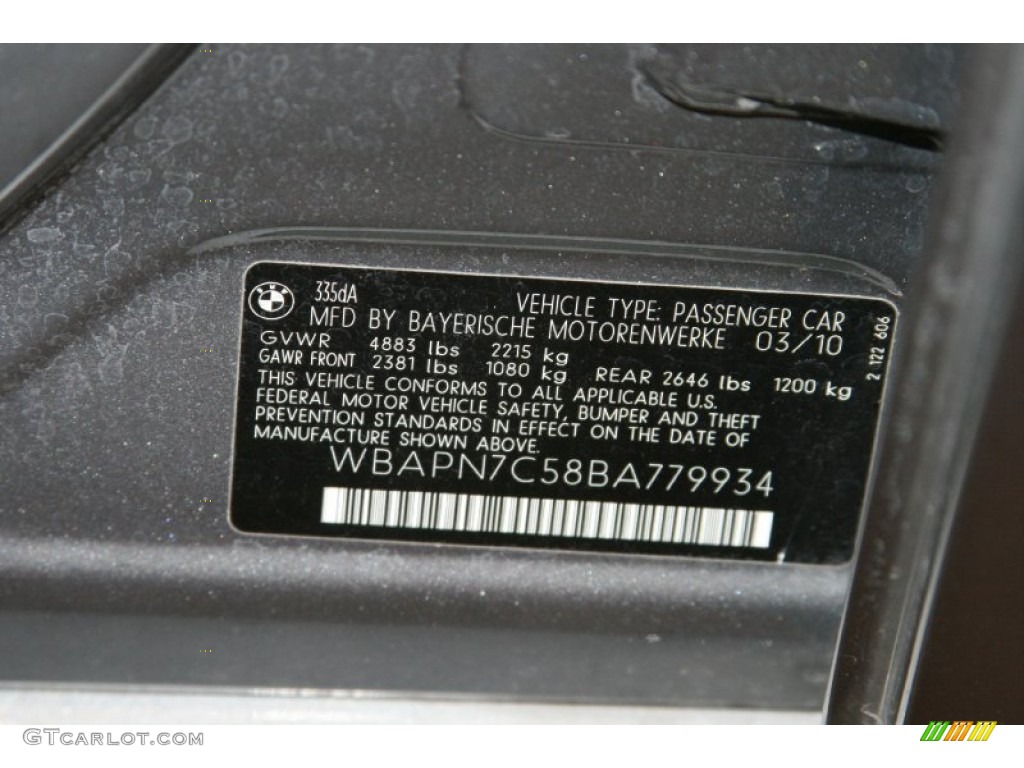 BMW 335dA
VEHICLE TYPE: PASSENGER CAR
MFD BY BAYERISCHE MOTORENWERKE 03/10
GVWR 4883 lbs 2215 kg
GAWR FRONT 2381 lbs 1080 kg REAR 2646 lbs 1200 kg
THIS VEHICLE CONFORMS TO ALL APPLICABLE U.S.
FEDERAL MOTOR VEHICLE SAFETY, BUMPER AND THEFT
PREVENTION STANDARDS IN EFFECT ON THE DATE OF
MANUFACTURE SHOWN ABOVE.
WBAPN7C58BA779934
2 122 606
GTCarlot.com